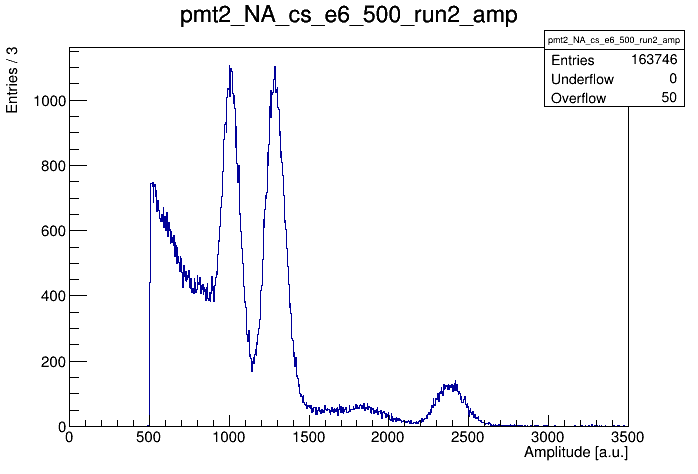 pmt2_NA_cs_e6_500_run2_amp
pmt2_NA_cs_e6_500_run2_amp
Entries 163746
Underflow 0
Overflow 50
Entries / 3
1000
800
600
400
200
0
0 500 1000 1500 2000 2500 3000 3500
Amplitude [a.u.]